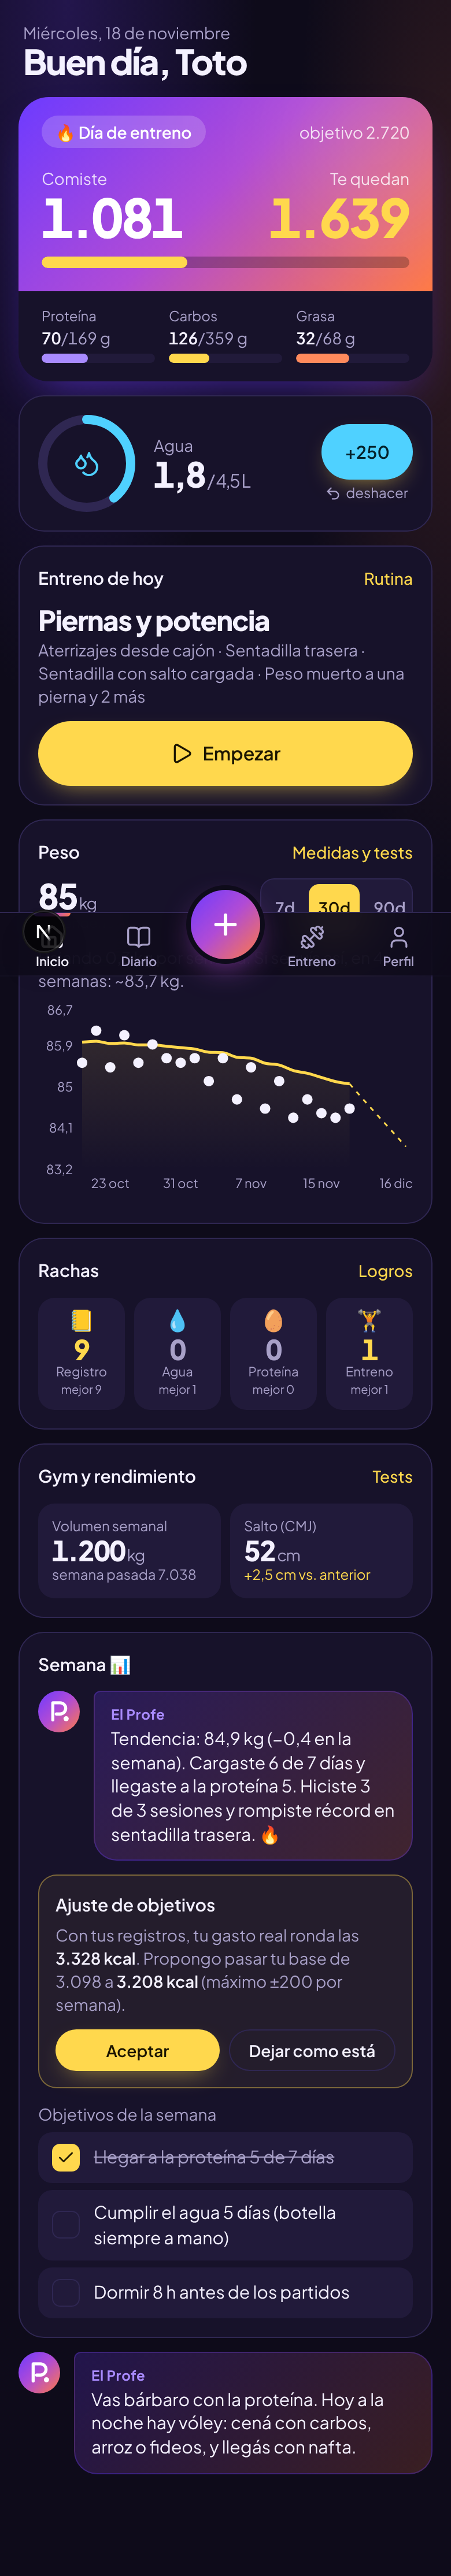 Miércoles, 18 de noviembre
Buen día, Toto
🔥 Día de entreno
objetivo 2.720
Comiste
Te quedan
1.081
1.639
Proteína
Carbos
Grasa
70/169 g
126/359 g
32/68 g
Agua
1,8/4,5L
+250
deshacer
Entreno de hoy
Rutina
Piernas y potencia
Aterrizajes desde cajón · Sentadilla trasera ·
Sentadilla con salto cargada · Peso muerto a una
pierna y 2 más
Empezar
Peso
Medidas y tests
85kg
7d
30d
90d
N
+
Inicio
Diario
Entreno
Perfil
semanas: ~83,7 kg.
86,7
85,9
85
84,1
83,2
23 oct
31 oct
7 nov
15 nov
16 dic
Rachas
Logros
9
0
0
1
Registro
Agua
Proteína
Entreno
mejor 9
mejor 1
mejor 0
mejor 1
Gym y rendimiento
Tests
Volumen semanal
Salto (CMJ)
1.200kg
52cm
semana pasada 7.038
+2,5 cm vs. anterior
Semana 📊
P.
El Profe
Tendencia: 84,9 kg (−0,4 en la
semana). Cargaste 6 de 7 días y
llegaste a la proteína 5. Hiciste 3
de 3 sesiones y rompiste récord en
sentadilla trasera. 🔥
Ajuste de objetivos
Con tus registros, tu gasto real ronda las
3.328 kcal. Propongo pasar tu base de
3.098 a 3.208 kcal (máximo ±200 por
semana).
Aceptar
Dejar como está
Objetivos de la semana
Llegar a la proteína 5 de 7 días
Cumplir el agua 5 días (botella
siempre a mano)
Dormir 8 h antes de los partidos
P.
El Profe
Vas bárbaro con la proteína. Hoy a la
noche hay vóley: cená con carbos,
arroz o fideos, y llegás con nafta.